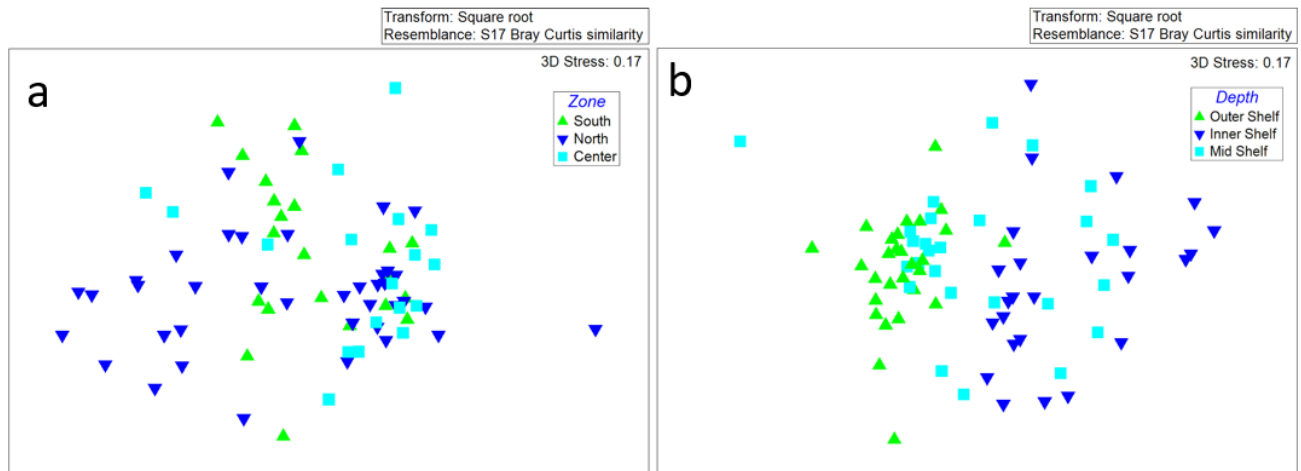 Transform: Square root
Resemblance: S17 Bray Curtis similarity
3D Stress: 0.17
a
Zone
South
North
Center
Transform: Square root
Resemblance: S17 Bray Curtis similarity
3D Stress: 0.17
b
Depth
Outer Shelf
Inner Shelf
Mid Shelf